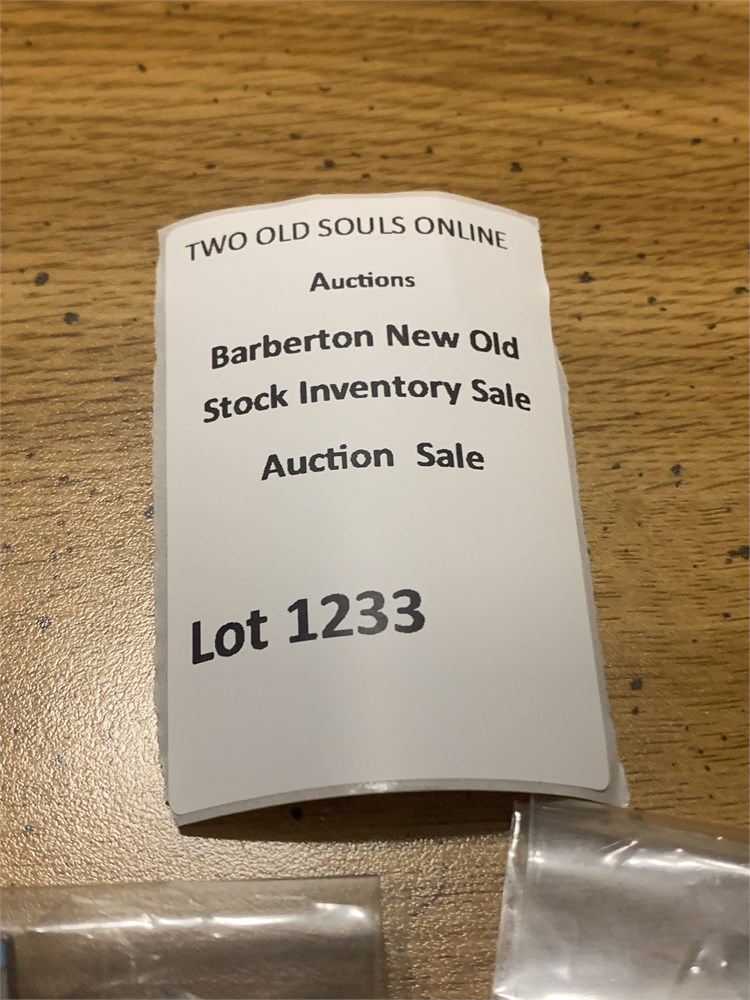 TWO OLD SOULS ONLINE
Auctions
Barberton New Old
Stock Inventory Sale
Auction Sale
Lot 1233